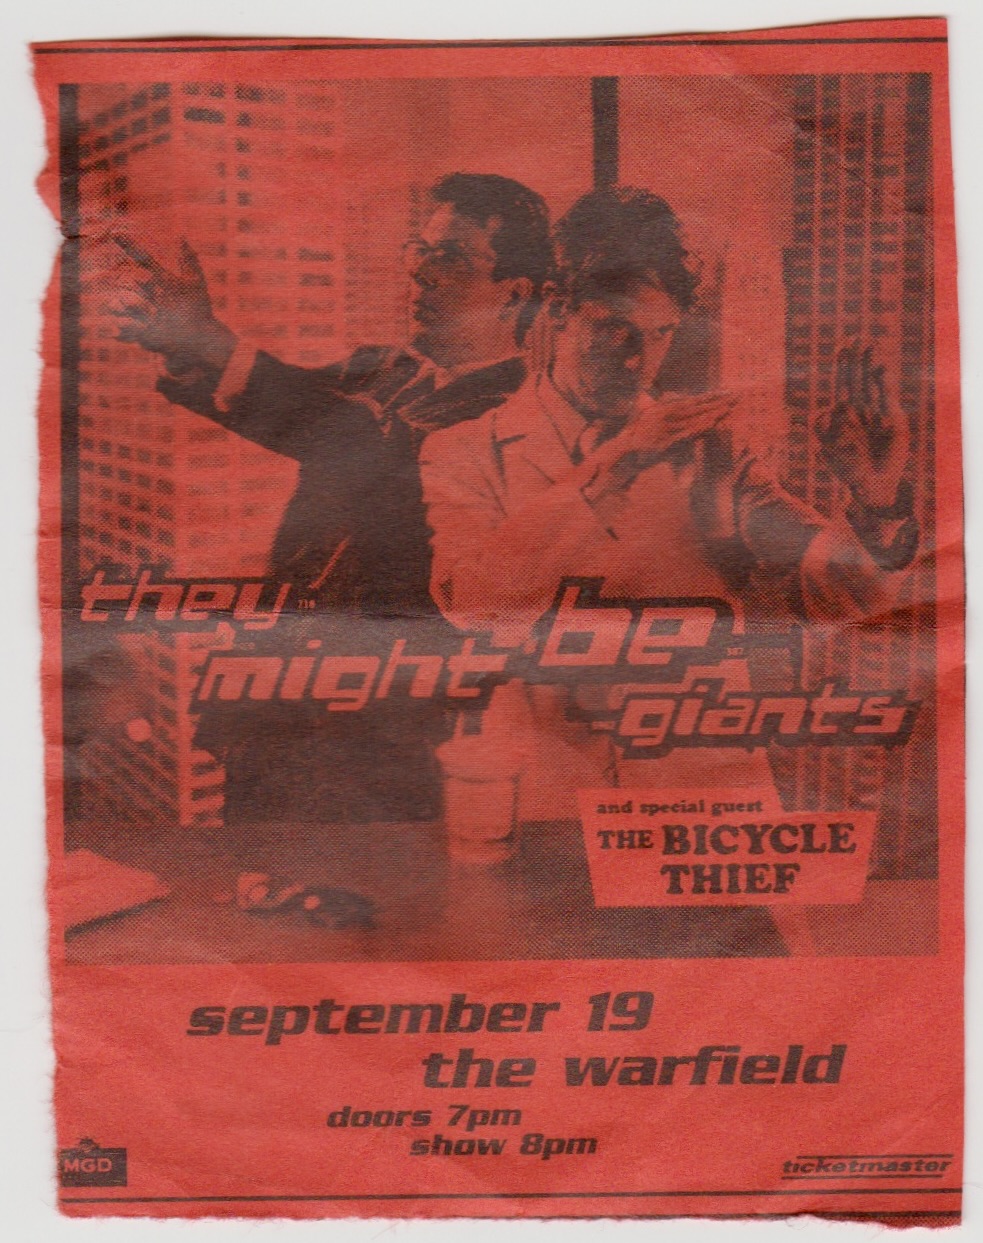 they
might be
giants
and special guest
THE BICYCLE
THIEF
september 19
the warfield
doors 7pm
show 8pm
MGD
ticketmaster